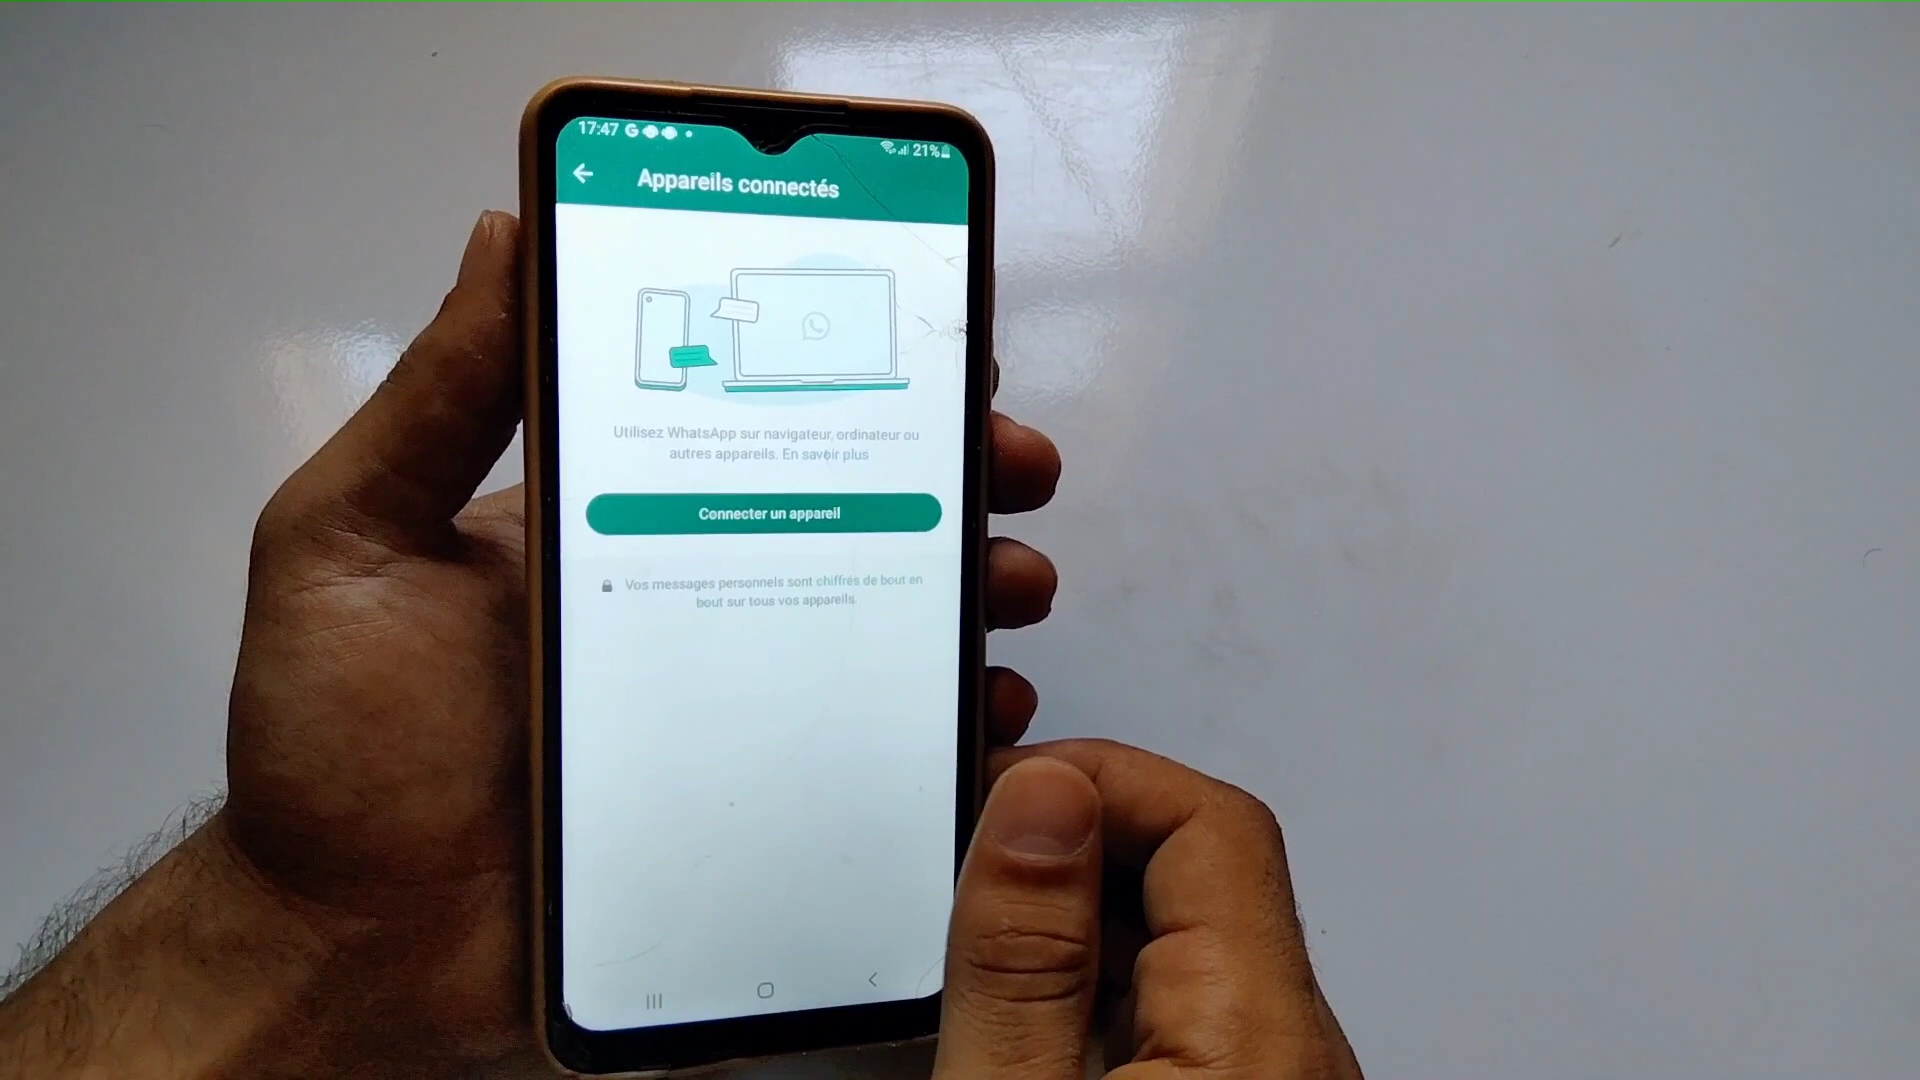 17:47 G
21%
Appareils connectés
Utilisez WhatsApp sur navigateur, ordinateur ou
autres appareils. En savoir plus
Connecter un appareil
Vos messages personnels sont chiffrés de bout en
bout sur tous vos appareils.